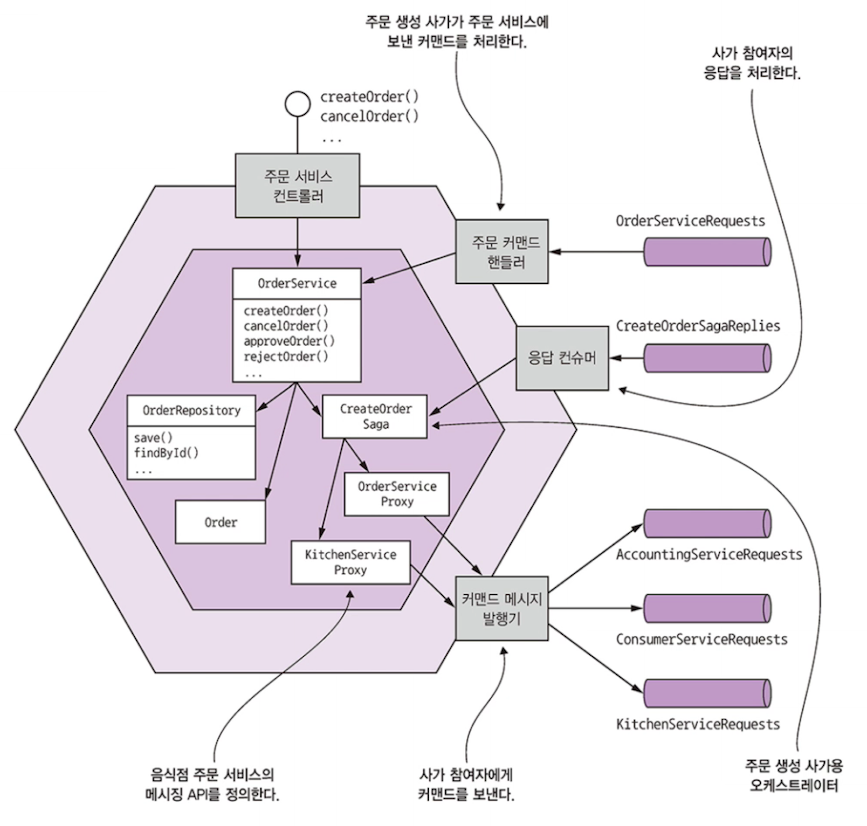 주문 생성 사가가 주문 서비스에
보낸 커맨드를 처리한다.
사가 참여자의
응답을 처리한다.
createOrder()
cancelOrder()
...
주문 서비스
컨트롤러
OrderServiceRequests
주문 커맨드
핸들러
OrderService
createOrder()
cancelOrder()
approveOrder()
rejectOrder()
...
CreateOrderSagaReplies
응답 컨슈머
OrderRepository
save()
findById()
...
CreateOrder
Saga
OrderService
Proxy
Order
KitchenService
Proxy
커맨드 메시지
발행기
AccountingServiceRequests
ConsumerServiceRequests
KitchenServiceRequests
음식점 주문 서비스의
메시징 API를 정의한다.
사가 참여자에게
커맨드를 보낸다.
주문 생성 사가용
오케스트레이터